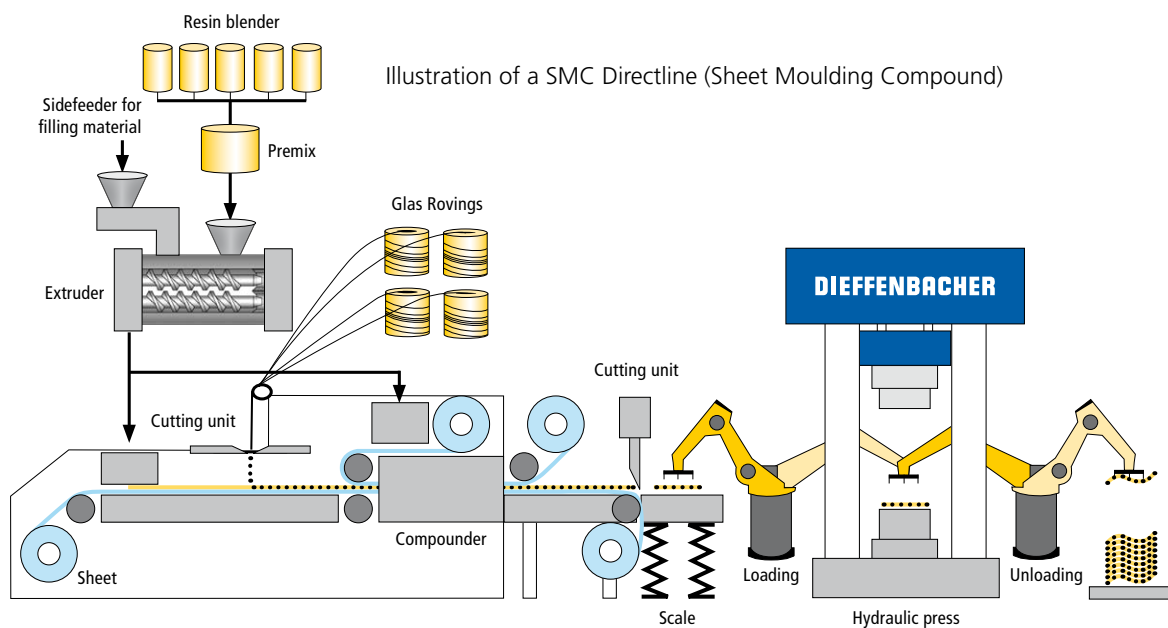 Resin blender
Illustration of a SMC Directline (Sheet Moulding Compound)
Sidefeeder for
filling material
Premix
Glas Rovings
Extruder
DIEFFENBACHER
Cutting unit
Cutting unit
Compounder
Sheet
Loading
Unloading
Scale
Hydraulic press